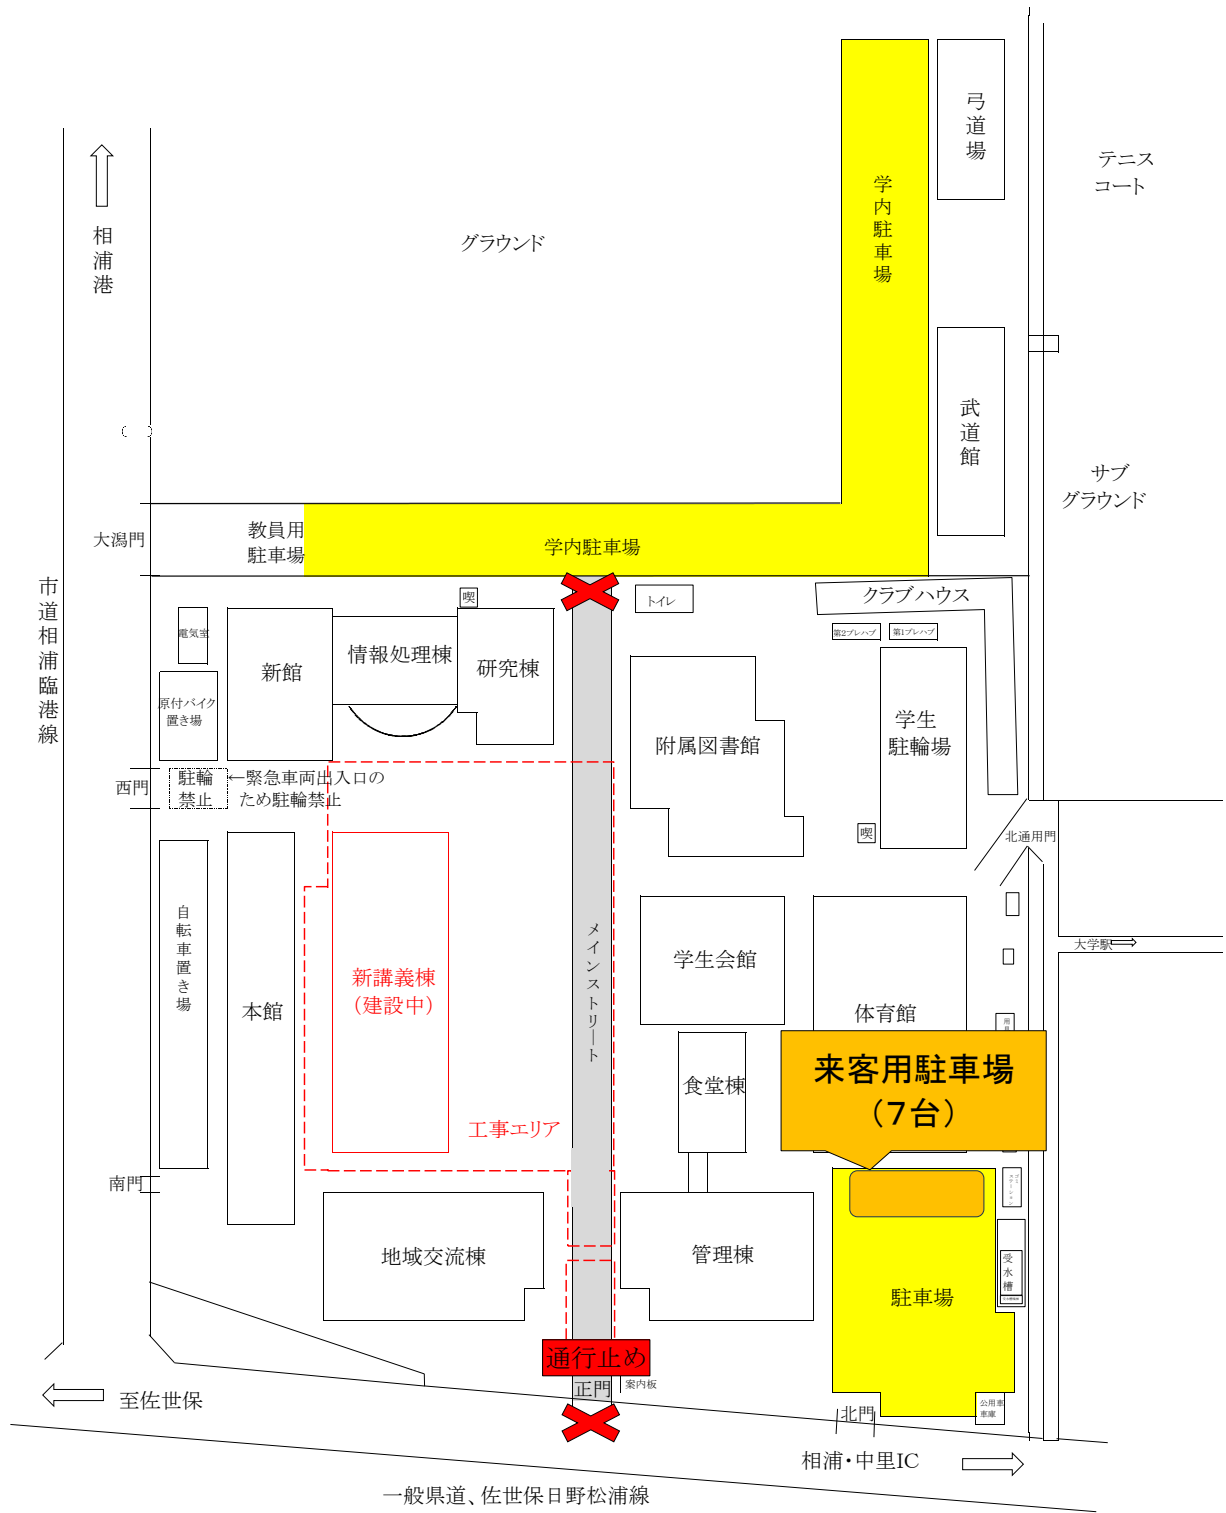 弓道場
テニス
コート
学内駐車場
相浦港
グラウンド
武道館
サブ
グラウンド
大潟門
教員用
駐車場
学内駐車場
市道相浦臨港線
喫
トイレ
クラブハウス
電気室
第2プレハブ
第1プレハブ
新館
情報処理棟
研究棟
原付バイク
置き場
附属図書館
学生
駐輪場
西門
駐輪
禁止
←緊急車両出入口の
ため駐輪禁止
喫
北通用門
自転車置き場
本館
新講義棟
（建設中）
メインストリート
学生会館
体育館
大学駅
来客用駐車場
（7台）
食堂棟
工事エリア
南門
地域交流棟
管理棟
受水槽
駐車場
通行止め
正門
案内板
公用車
車庫
北門
至佐世保
相浦・中里IC
一般県道、佐世保日野松浦線